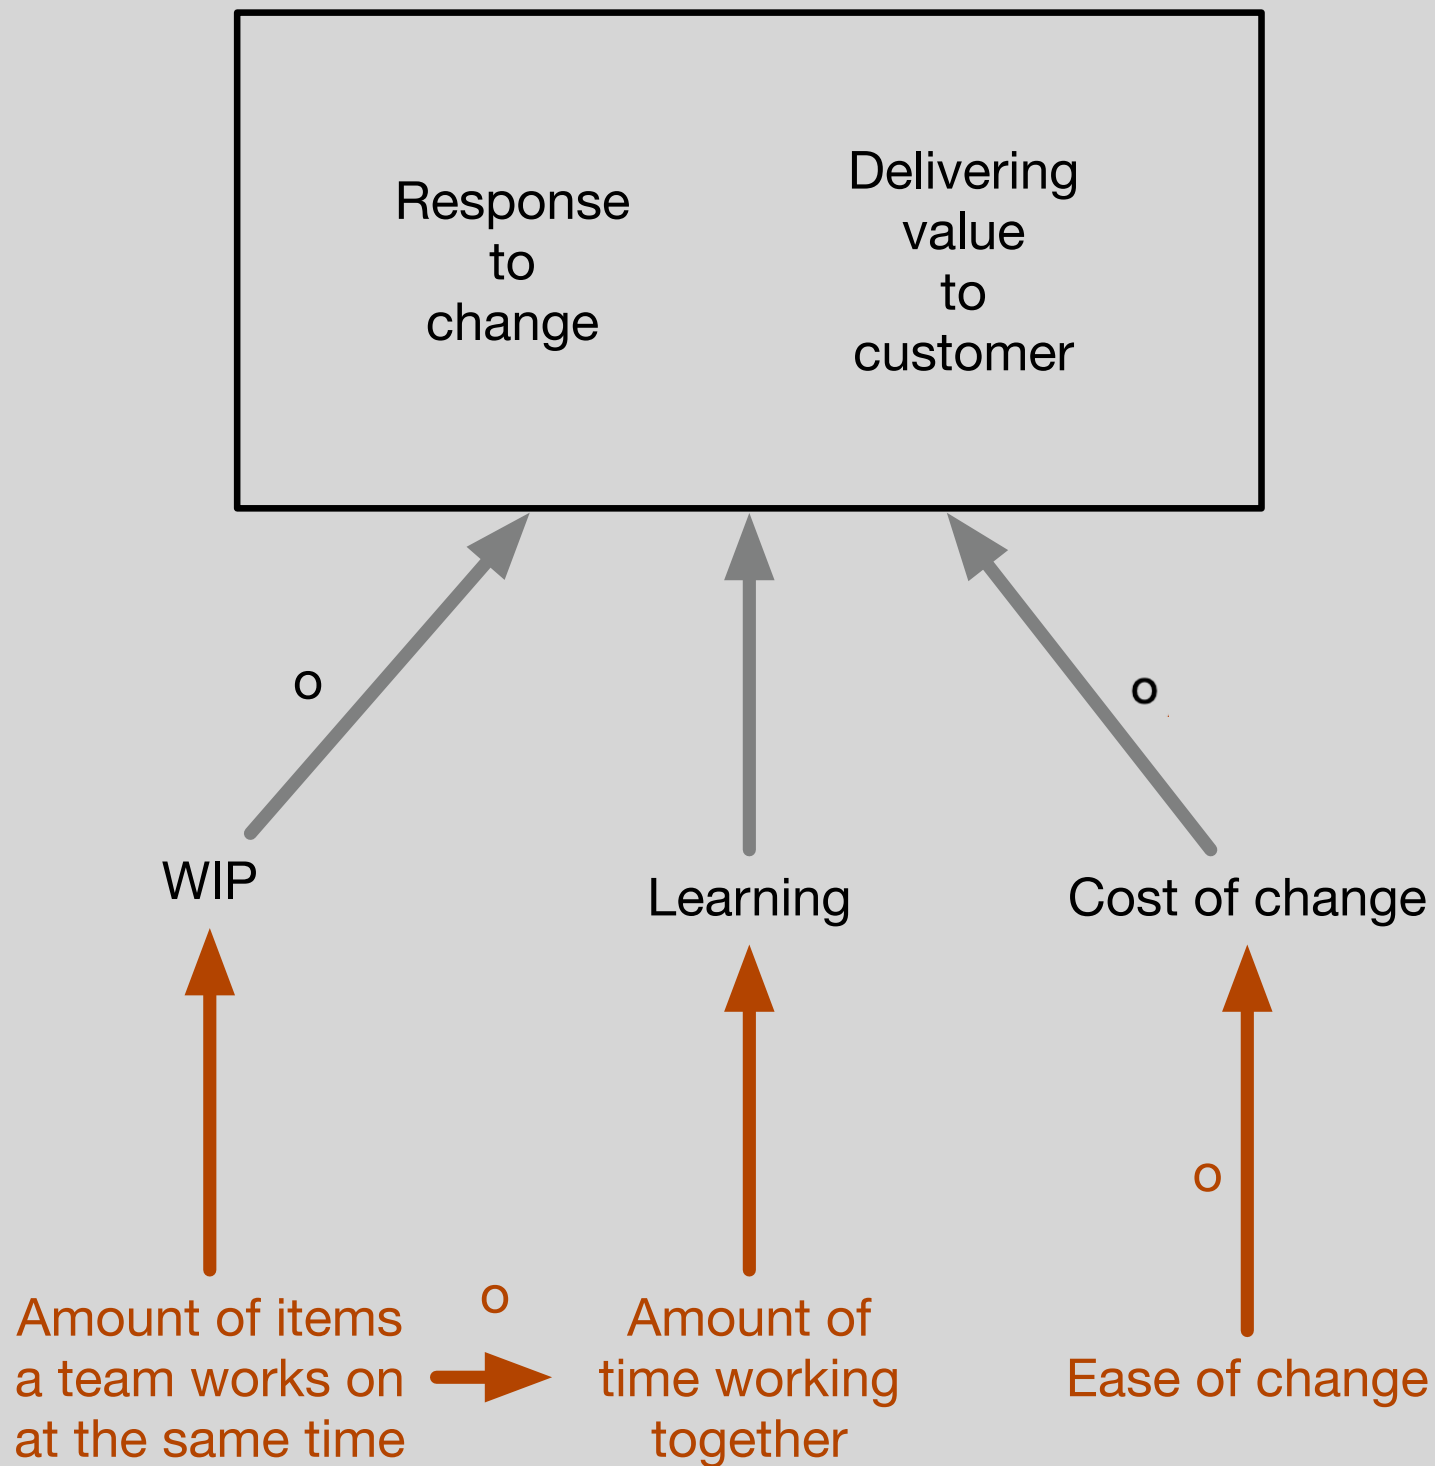 Response
to
change
Delivering
value
to
customer
o
o
WIP
Learning
Cost of change
o
o
Amount of items
a team works on
at the same time
Amount of
time working
together
Ease of change